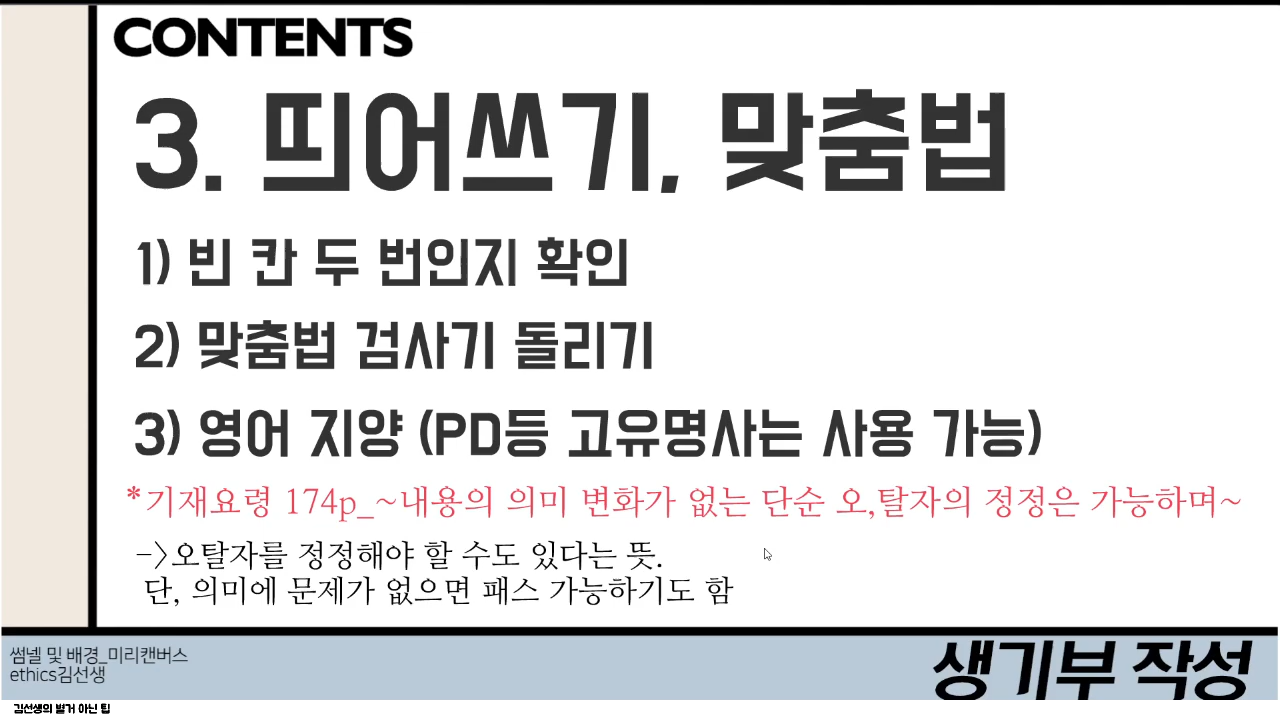 CONTENTS
3. 띄어쓰기, 맞춤법
1) 빈 칸 두 번인지 확인
2) 맞춤법 검사기 돌리기
3) 영어 지양 (PD등 고유명사는 사용 가능)
*기재요령 174p_~내용의 의미 변화가 없는 단순 오,탈자의 정정은 가능하며~
->오탈자를 정정해야 할 수도 있다는 뜻.
단, 의미에 문제가 없으면 패스 가능하기도 함
썸넬 및 배경_미리캔버스
ethics김선생
생기부 작성
김선생의 별거 아닌 팁